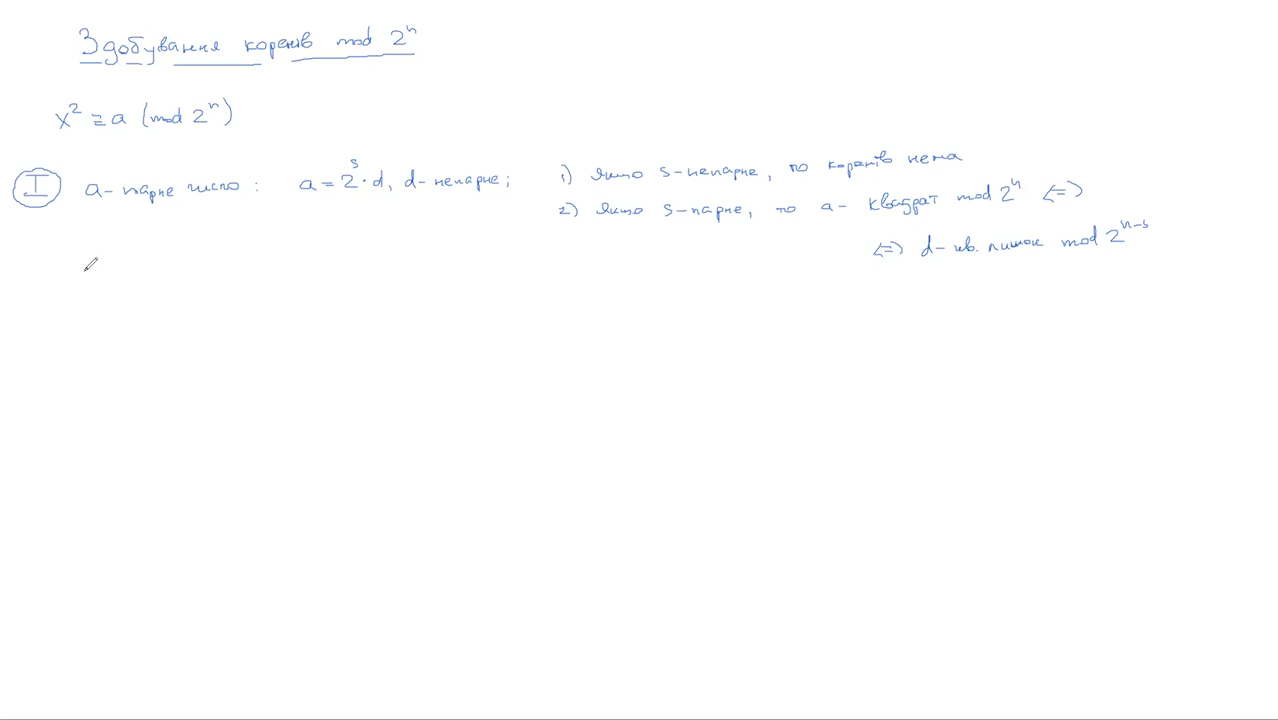 Здобування коренів mod 2ⁿ
x² ≡ a (mod 2ⁿ)
I a - парне число : a = 2ˢ · d, d - непарне;
1) Якщо s - непарне, то коренів нема
2) Якщо s - парне, то a - квадрат mod 2ⁿ <=>
<=> d - кв. лишок mod 2ⁿ⁻ˢ